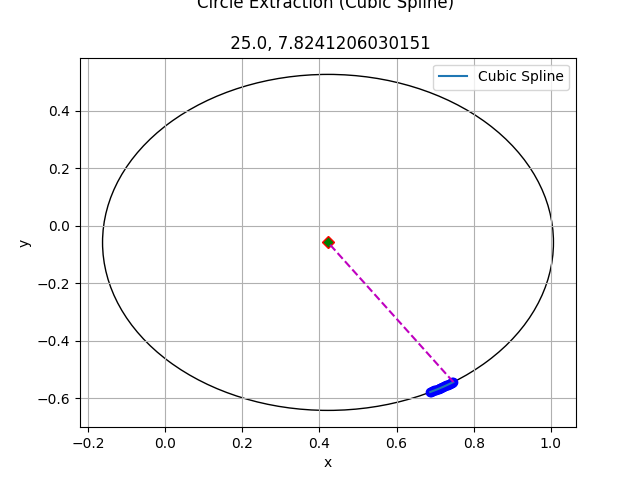 Circle Extraction (Cubic Spline)
25.0, 7.8241206030151
Cubic Spline
0.4
0.2
0.0
−0.2
−0.4
−0.6
y
−0.2 0.0 0.2 0.4 0.6 0.8 1.0
x